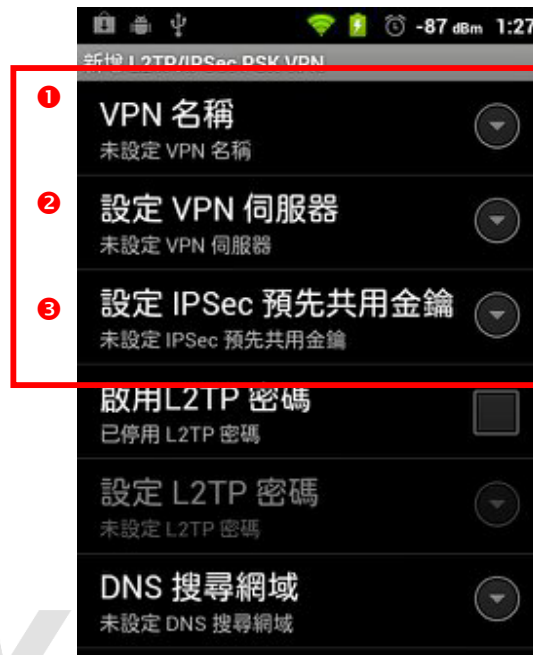 -87 dBm 1:27
新增 L2TP/IPSec PSK VPN
❶
VPN 名稱
未設定 VPN 名稱
❷
設定 VPN 伺服器
未設定 VPN 伺服器
❸
設定 IPSec 預先共用金鑰
未設定 IPSec 預先共用金鑰
啟用L2TP 密碼
已停用 L2TP 密碼
設定 L2TP 密碼
未設定 L2TP 密碼
DNS 搜尋網域
未設定 DNS 搜尋網域